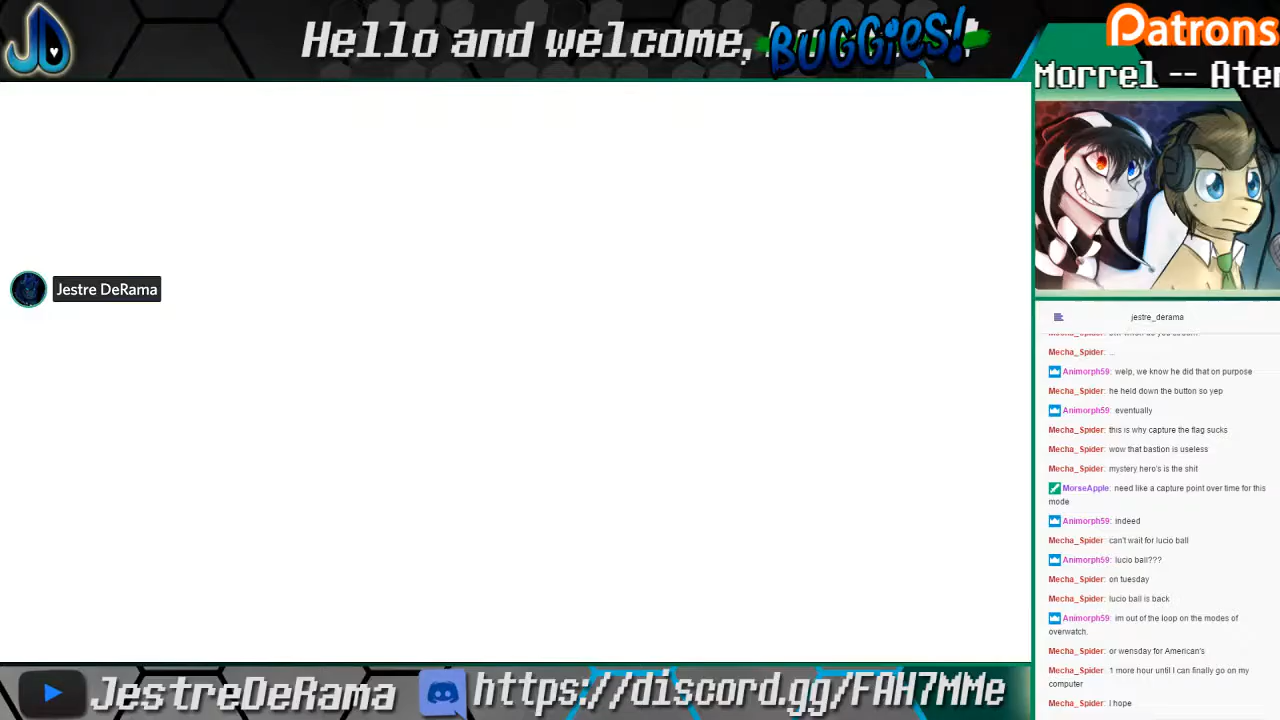 JD
Hello and welcome,
BUGGiES!
Patrons
Morrel -- Ater
Jestre DeRama
jestre_derama
Mecha_Spider: ...
Animorph59: welp, we know he did that on purpose
Mecha_Spider: he held down the button so yep
Animorph59: eventually
Mecha_Spider: this is why capture the flag sucks
Mecha_Spider: wow that bastion is useless
Mecha_Spider: mystery hero's is the shit
MorseApple: need like a capture point over time for this
mode
Animorph59: indeed
Mecha_Spider: can't wait for lucio ball
Animorph59: lucio ball???
Mecha_Spider: on tuesday
Mecha_Spider: lucio ball is back
Animorph59: im out of the loop on the modes of
overwatch.
Mecha_Spider: or wensday for American's
Mecha_Spider: 1 more hour until I can finally go on my
computer
Mecha_Spider: I hope
JestreDeRama
https://discord.gg/FAH7MMe